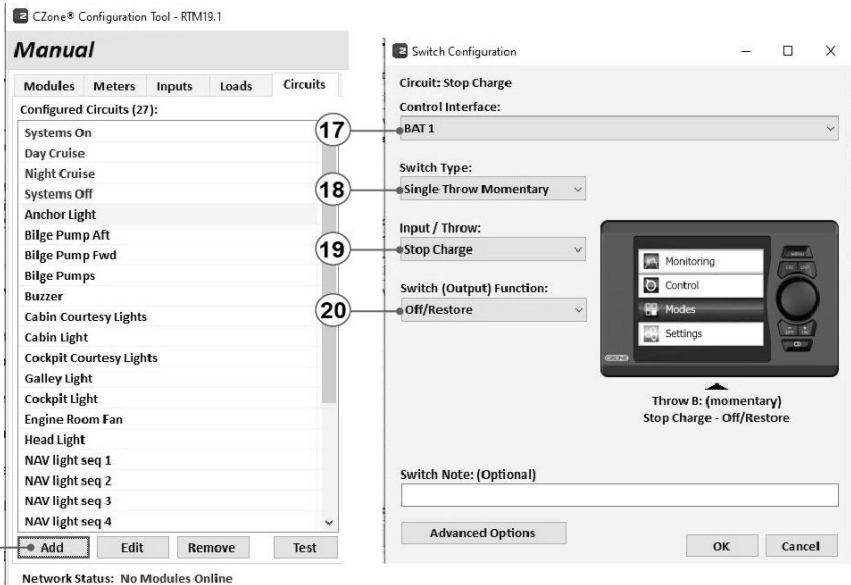 CZone® Configuration Tool - RTM19.1
Manual
Modules Meters Inputs Loads Circuits
Configured Circuits (27):
Systems On
Day Cruise
Night Cruise
Systems Off
Anchor Light
Bilge Pump Aft
Bilge Pump Fwd
Bilge Pumps
Buzzer
Cabin Courtesy Lights
Cabin Light
Cockpit Courtesy Lights
Galley Light
Cockpit Light
Engine Room Fan
Head Light
NAV light seq 1
NAV light seq 2
NAV light seq 3
NAV light seq 4
Add Edit Remove Test
Network Status: No Modules Online
Switch Configuration
Circuit: Stop Charge
Control Interface:
17
BAT 1
Switch Type:
18
Single Throw Momentary
Input / Throw:
19
Stop Charge
Switch (Output) Function:
20
Off/Restore
Monitoring
Control
Modes
Settings
MENU
Throw B: (momentary)
Stop Charge - Off/Restore
Switch Note: (Optional)
Advanced Options
OK Cancel